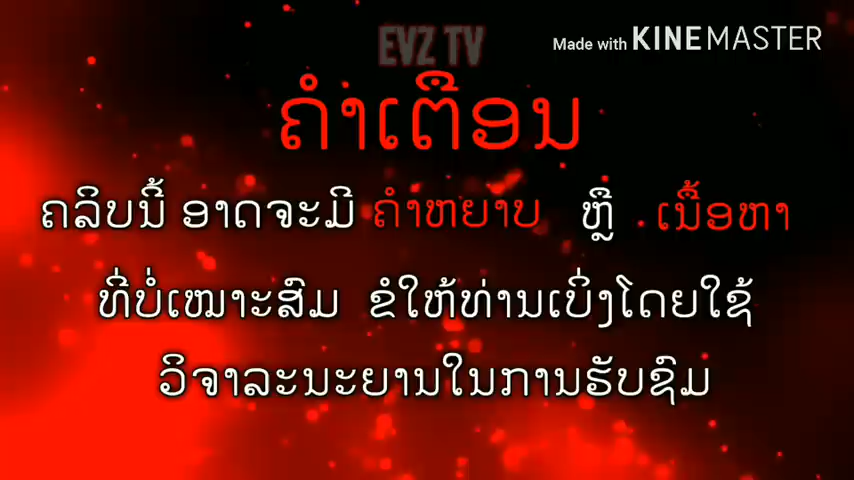 EVZ TV
Made with KINEMASTER
ຄຳເຕືອນ
ຄລິບນີ້ ອາດຈະມີ ຄຳຫຍາບ ຫຼື ເນື້ອຫາ
ທີ່ບໍ່ເໝາະສົມ ຂໍໃຫ້ທ່ານເບິ່ງໂດຍໃຊ້
ວິຈາລະນະຍານໃນການຮັບຊົມ